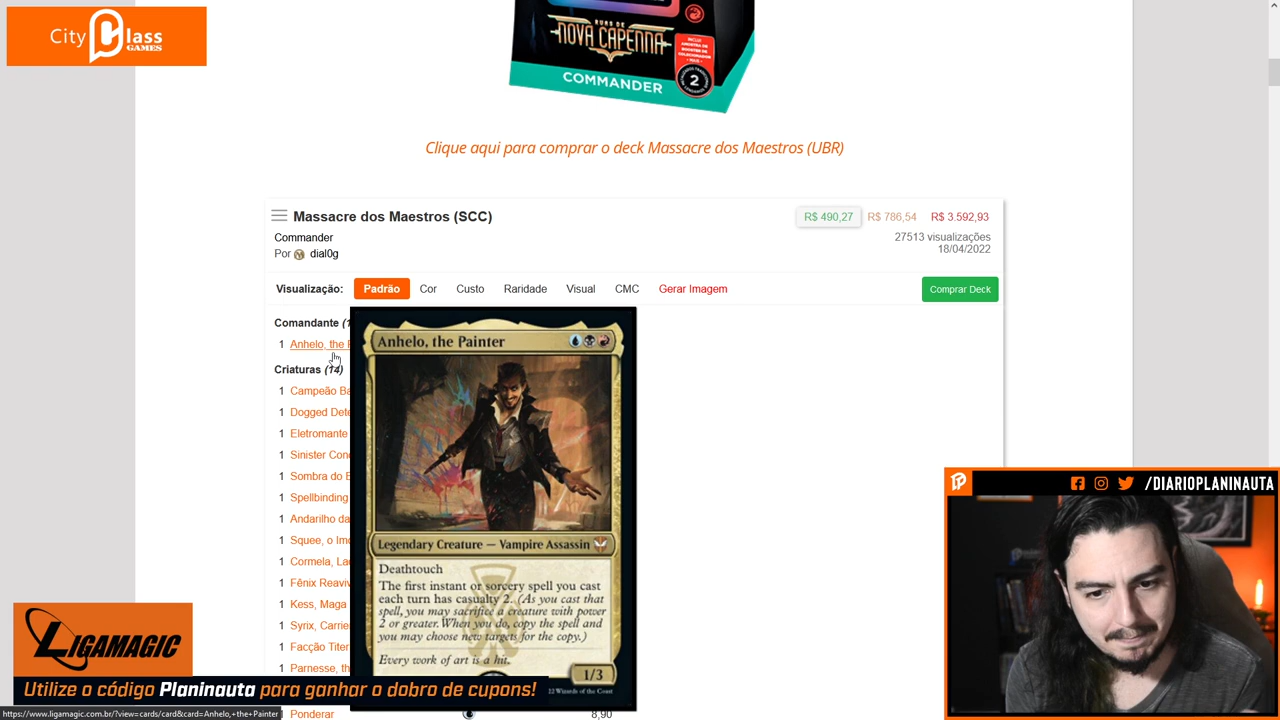 City Class
GAMES
RUAS DE
NOVA CAPENNA
COMMANDER
2
Clique aqui para comprar o deck Massacre dos Maestros (UBR)
Massacre dos Maestros (SCC)
R$ 490,27
R$ 786,54
R$ 3.592,93
Commander
27513 visualizações
Por dial0g
18/04/2022
Visualização:
Padrão
Cor
Custo
Raridade
Visual
CMC
Gerar Imagem
Comprar Deck
Comandante (1
1 Anhelo, the P
Criaturas (14)
1 Campeão Ba
1 Dogged Dete
1 Eletromante
1 Sinister Con
1 Sombra do E
1 Spellbinding
1 Andarilho da
1 Squee, o Imo
1 Cormela, La
1 Fênix Reaviv
1 Kess, Maga
1 Syrix, Carrie
1 Facção Titer
1 Parnesse, th
Ponderar
8,90
Anhelo, the Painter
Legendary Creature — Vampire Assassin
Deathtouch
The first instant or sorcery spell you cast
each turn has casualty 2. (As you cast that
spell, you may sacrifice a creature with power
2 or greater. When you do, copy the spell and
you may choose new targets for the copy.)
Every work of art is a hit.
1/3
/DIARIOPLANINAUTA
LIGAMAGIC
Utilize o código Planinauta para ganhar o dobro de cupons!
https://www.ligamagic.com.br/?view=cards/card&card=Anhelo,+the+Painter